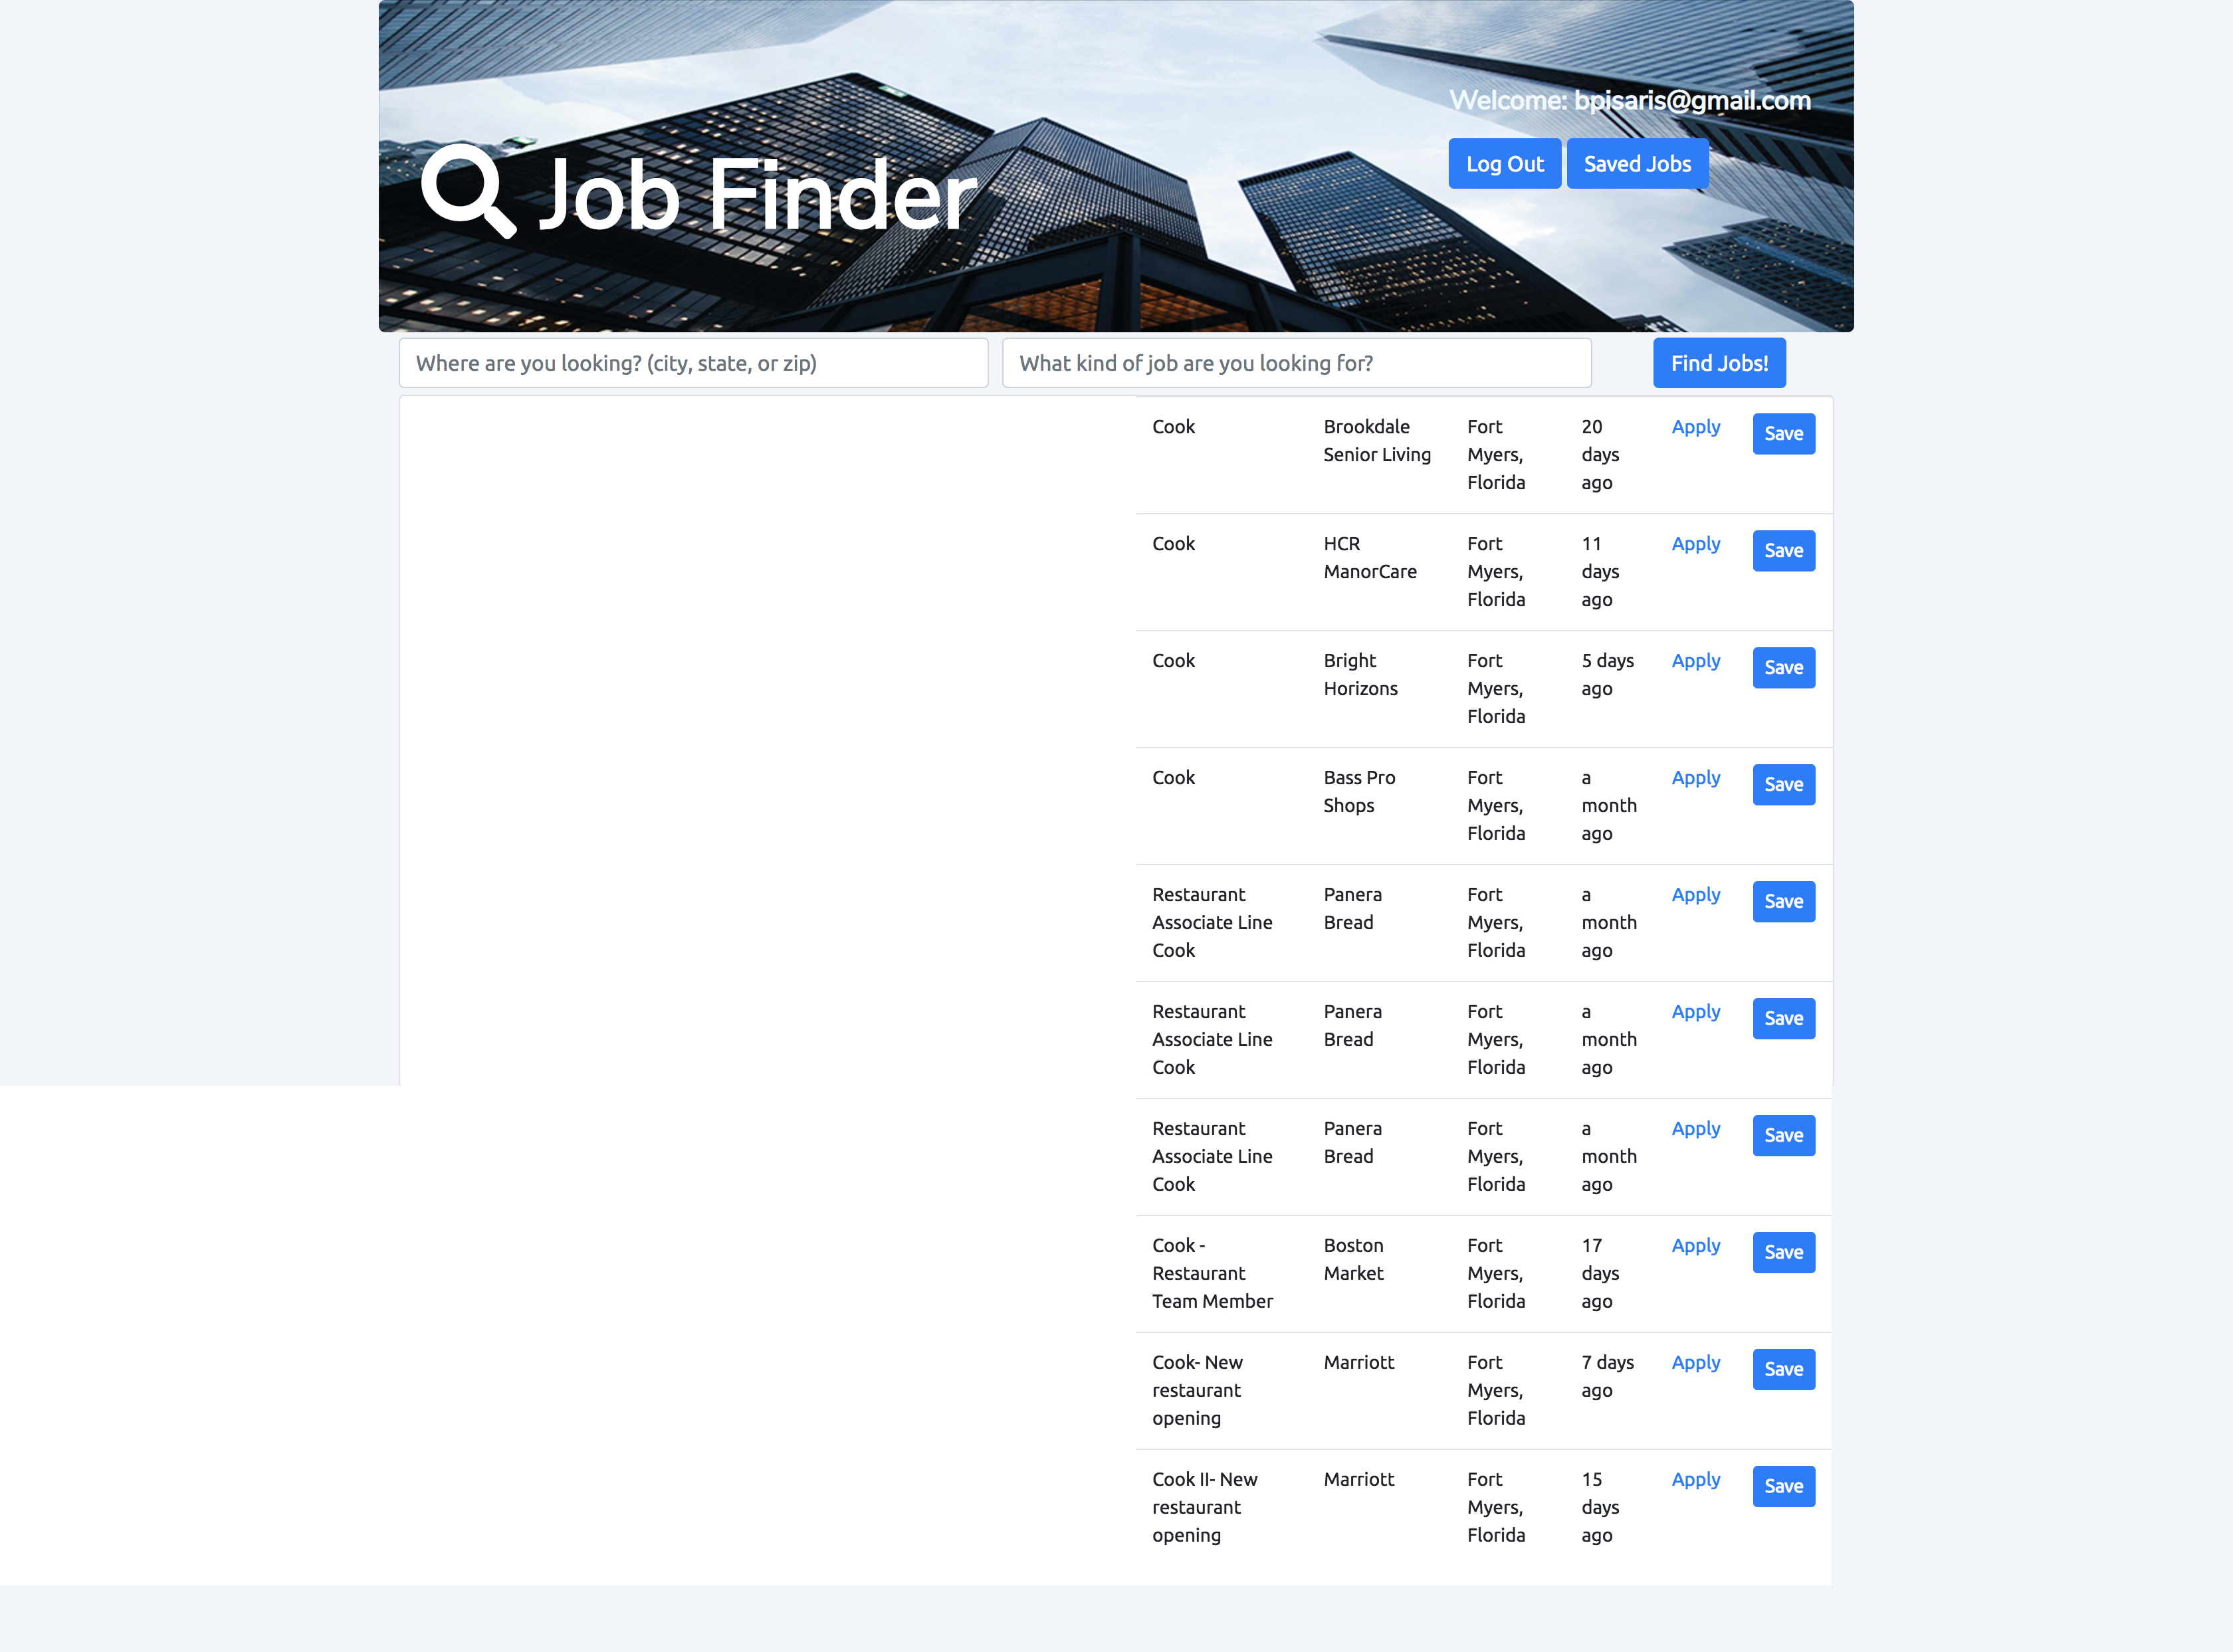 Welcome: bpisaris@gmail.com
Log Out Saved Jobs
Job Finder
Where are you looking? (city, state, or zip) What kind of job are you looking for? Find Jobs!
Cook Brookdale Fort 20 Apply Save
Senior Living Myers, days
Florida ago
Cook HCR Fort 11 Apply Save
ManorCare Myers, days
Florida ago
Cook Bright Fort 5 days Apply Save
Horizons Myers, ago
Florida
Cook Bass Pro Fort a Apply Save
Shops Myers, month
Florida ago
Restaurant Panera Fort a Apply Save
Associate Line Bread Myers, month
Cook Florida ago
Restaurant Panera Fort a Apply Save
Associate Line Bread Myers, month
Cook Florida ago
Restaurant Panera Fort a Apply Save
Associate Line Bread Myers, month
Cook Florida ago
Cook - Boston Fort 17 Apply Save
Restaurant Market Myers, days
Team Member Florida ago
Cook- New Marriott Fort 7 days Apply Save
restaurant Myers, ago
opening Florida
Cook II- New Marriott Fort 15 Apply Save
restaurant Myers, days
opening Florida ago